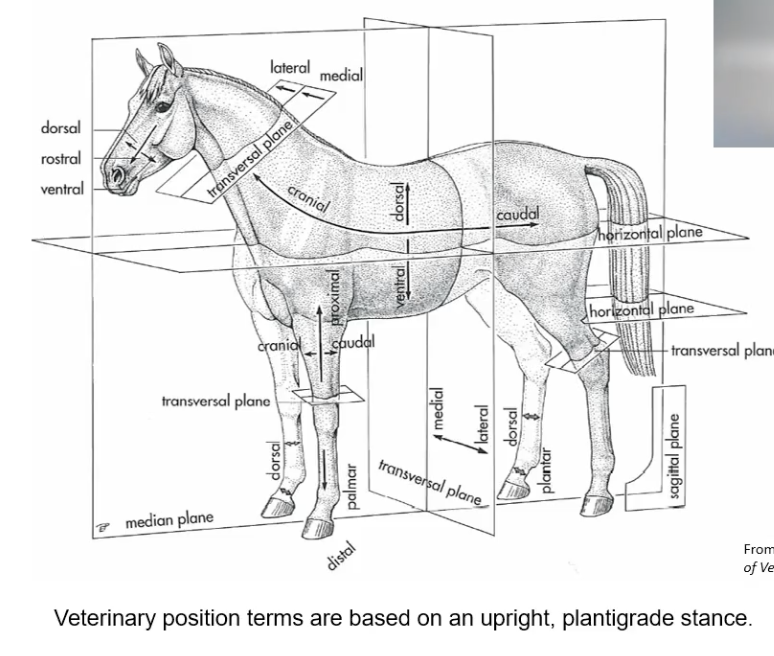 lateral
medial
dorsal
rostral
ventral
transversal plane
cranial
dorsal
caudal
horizontal plane
ventral
proximal
horizontal plane
cranial
caudal
transversal plane
transversal plane
medial
lateral
dorsal
dorsal
plantar
sagittal plane
palmar
transversal plane
median plane
distal
From
of Ve
Veterinary position terms are based on an upright, plantigrade stance.